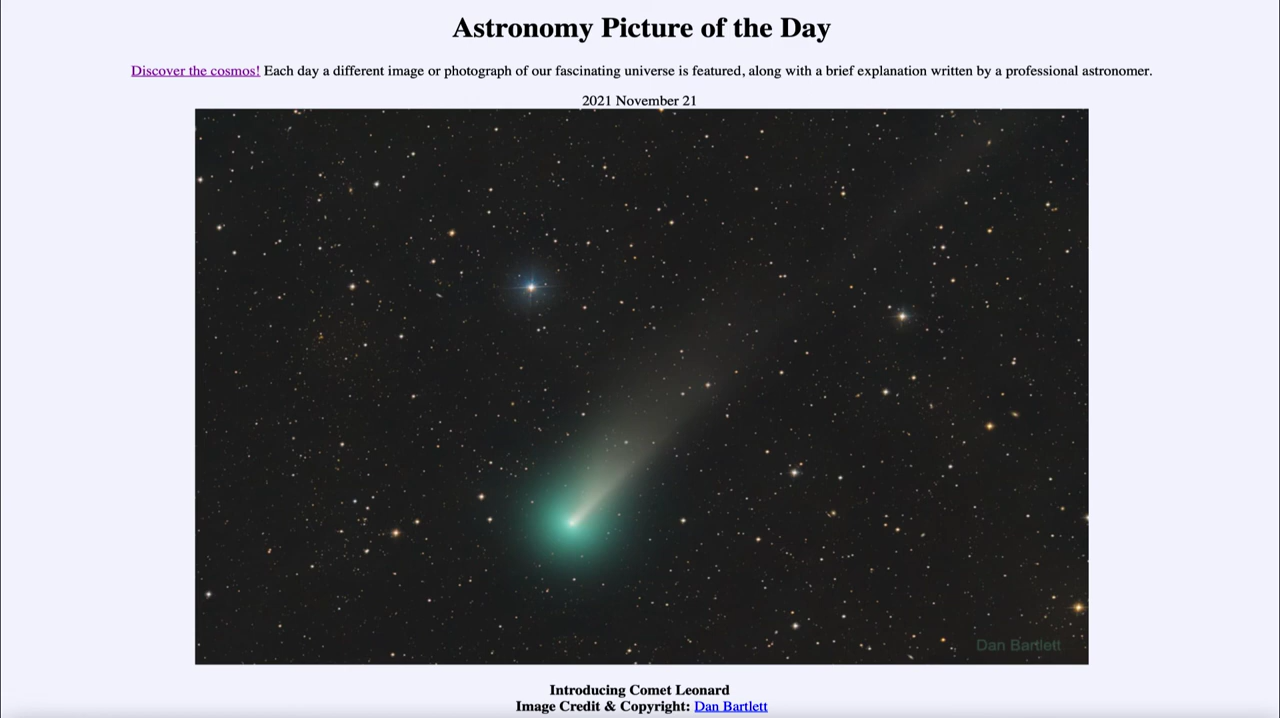 Astronomy Picture of the Day
Discover the cosmos! Each day a different image or photograph of our fascinating universe is featured, along with a brief explanation written by a professional astronomer.
2021 November 21
Dan Bartlett
Introducing Comet Leonard
Image Credit & Copyright: Dan Bartlett